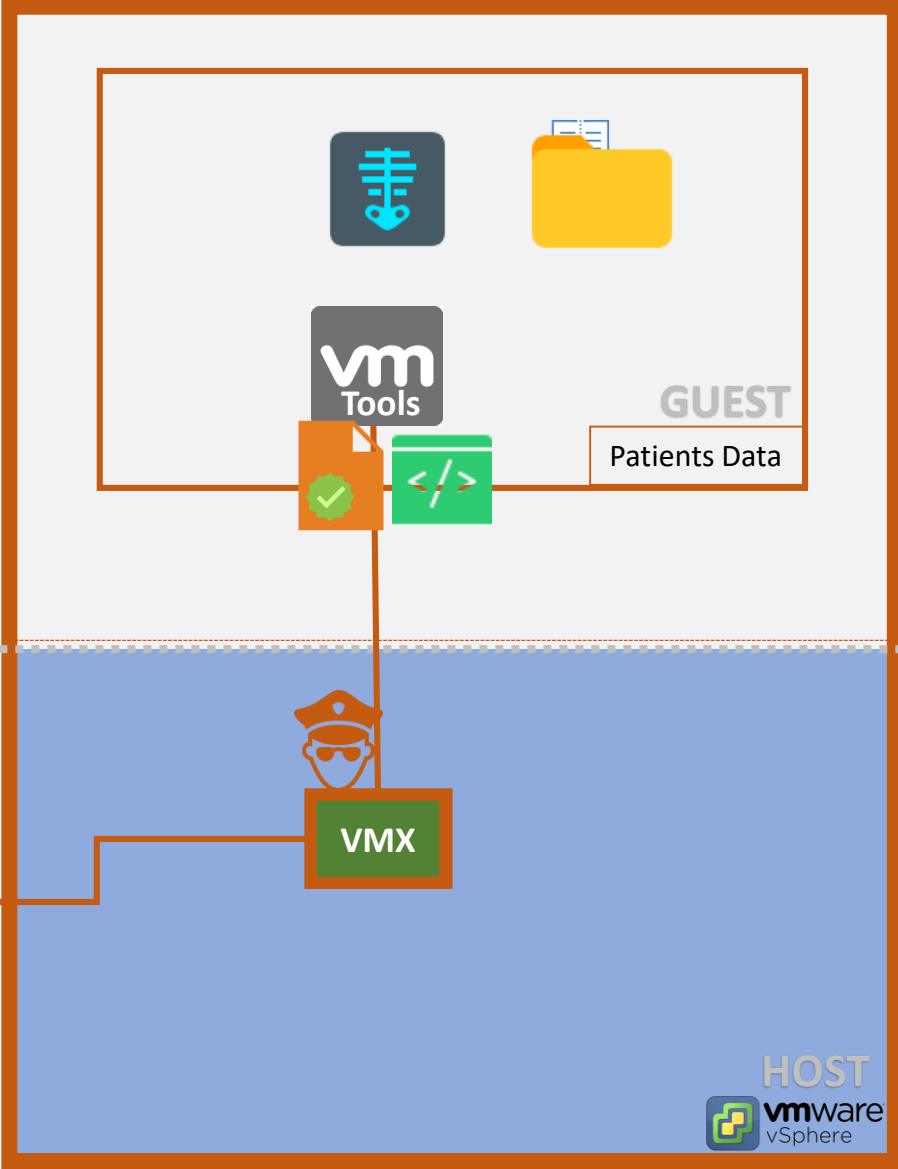 vm
Tools
GUEST
Patients Data
</>
VMX
HOST
vmware
vSphere